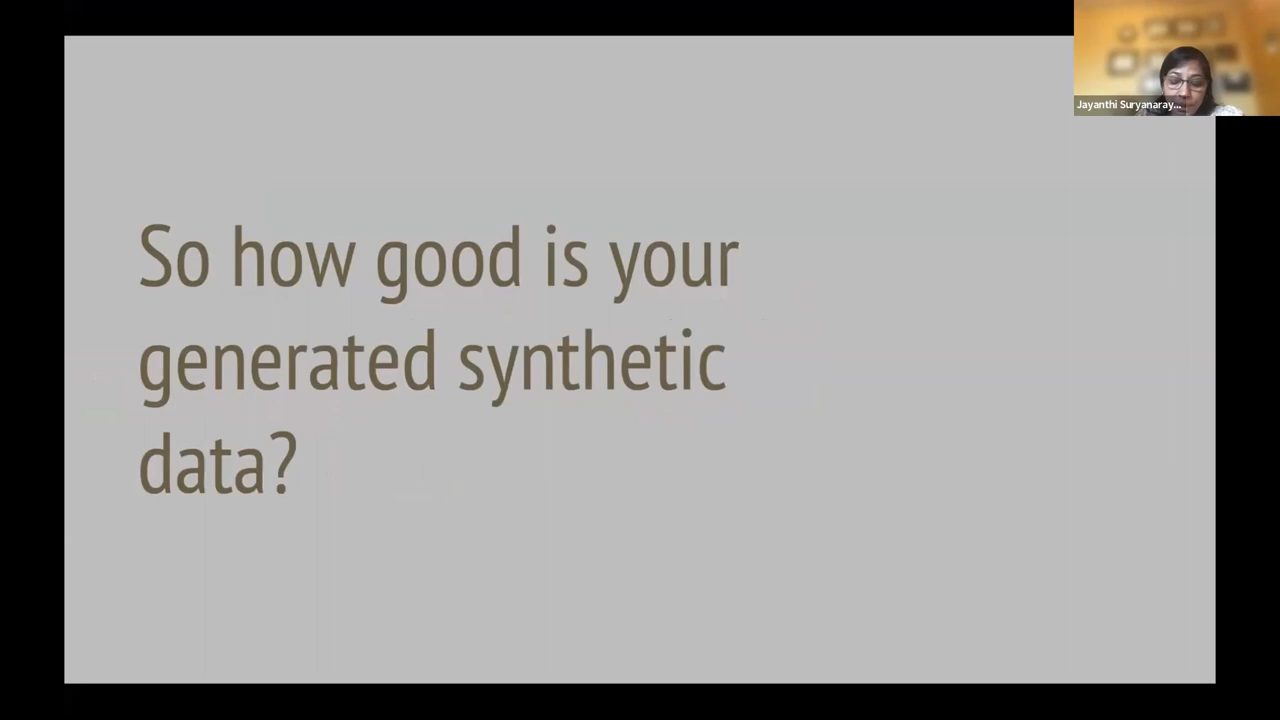 Jayanthi Suryanaray...
So how good is your
generated synthetic
data?